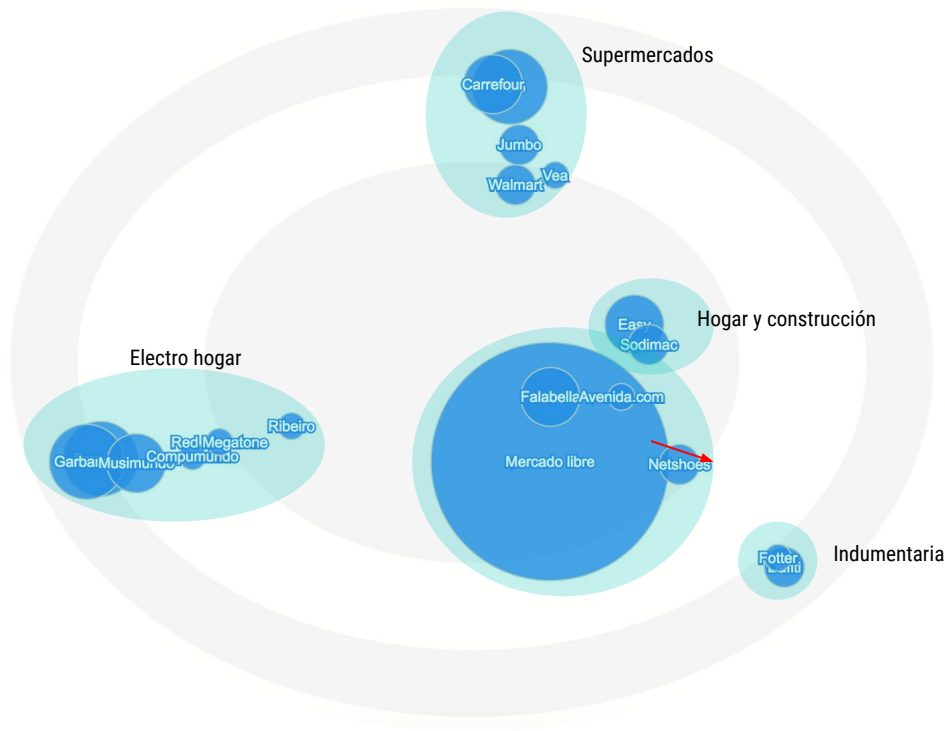 Supermercados
Carrefour
Jumbo
Vea
Walmart
Hogar y construcción
Easy
Sodimac
Electro hogar
Falabella
Avenida.com
Ribeiro
Red Megatone
Compumundo
Musimundo
Mercado libre
Netshoes
Indumentaria
Fotter